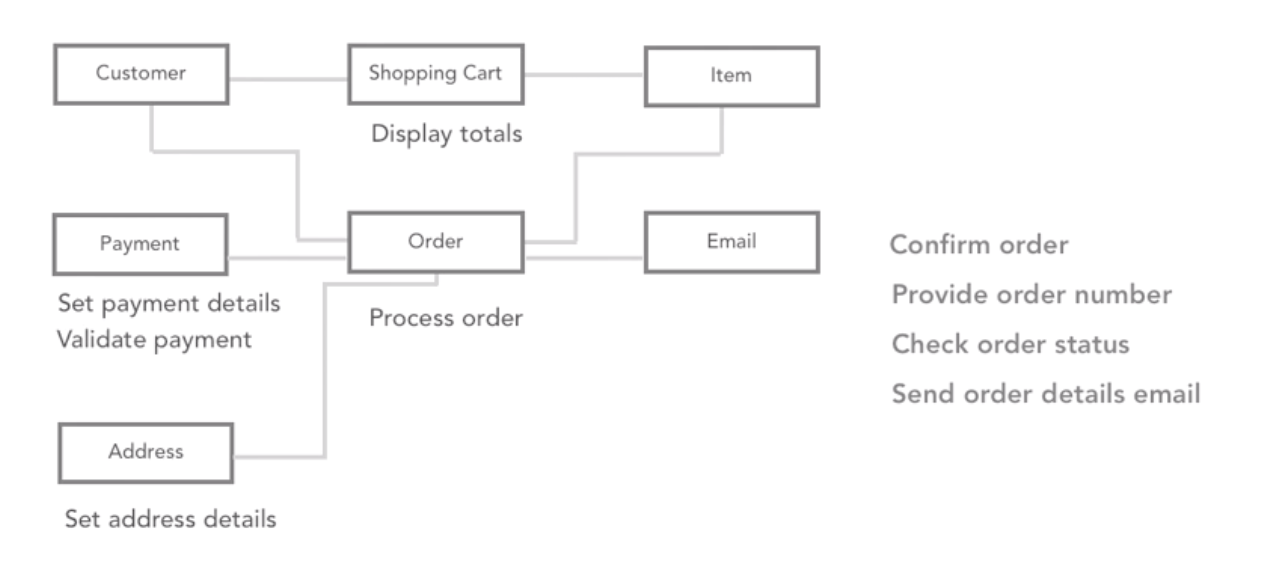 Customer
Shopping Cart
Item
Display totals
Payment
Order
Email
Set payment details
Validate payment
Process order
Address
Set address details
Confirm order
Provide order number
Check order status
Send order details email